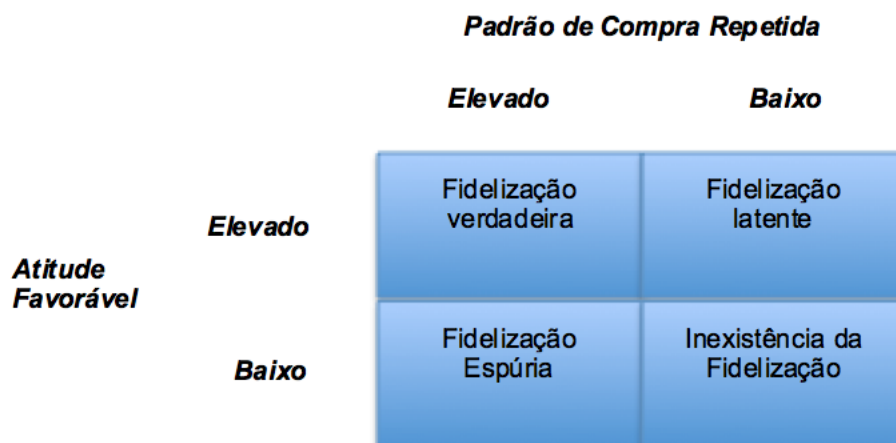 Padrão de Compra Repetida
Elevado Baixo
Fidelização Fidelização
verdadeira latente
Elevado
Atitude
Favorável
Fidelização Inexistência da
Espúria Fidelização
Baixo